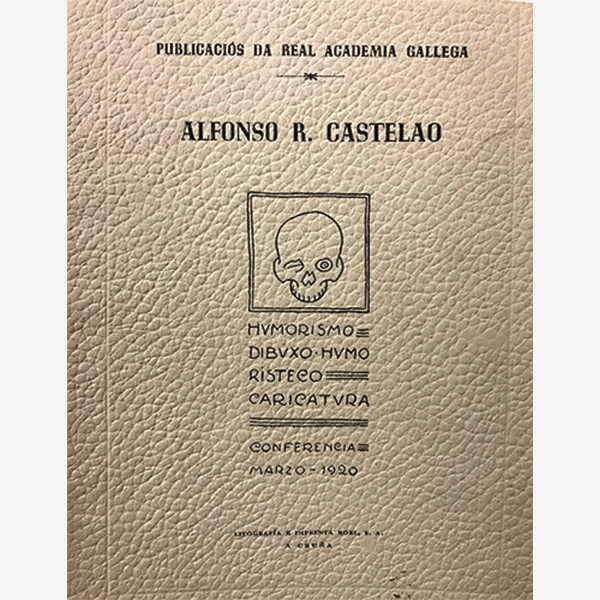 PUBLICACIÓS DA REAL ACADEMIA GALLEGA
ALFONSO R. CASTELAO
HVMORISMO
DIBVXO · HVMO
RISTECO
CARICATVRA
CONFERENCIA
MARZO - 1920
LITOGRAFÍA E IMPRENTA ROEL, S. A.
A CRUÑA